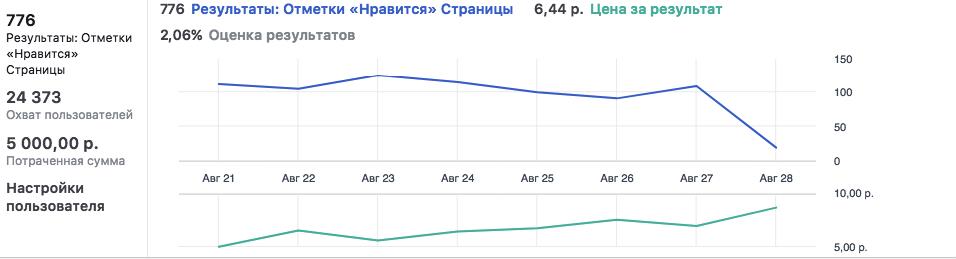 776
Результаты: Отметки
«Нравится»
Страницы
24 373
Охват пользователей
5 000,00 р.
Потраченная сумма
Настройки
пользователя
776 Результаты: Отметки «Нравится» Страницы 6,44 р. Цена за результат
2,06% Оценка результатов
150
100
50
0
Авг 21 Авг 22 Авг 23 Авг 24 Авг 25 Авг 26 Авг 27 Авг 28
10,00 р.
5,00 р.